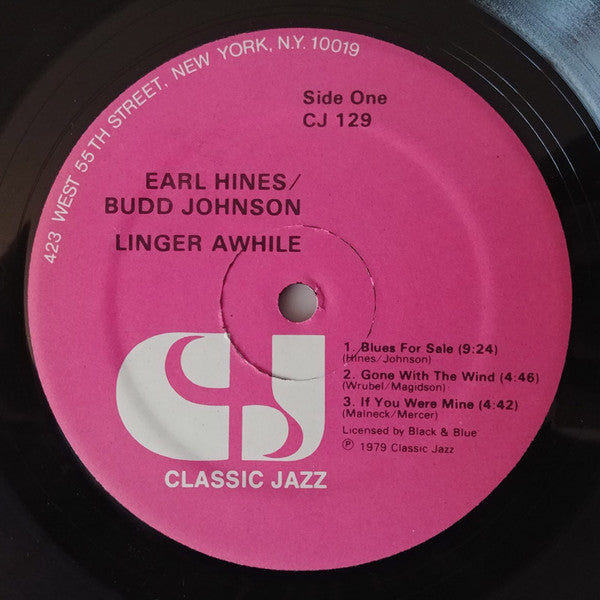 423 WEST 55TH STREET, NEW YORK, N.Y. 10019
Side One
CJ 129
EARL HINES/
BUDD JOHNSON
LINGER AWHILE
1. Blues For Sale (9:24)
(Hines/Johnson)
2. Gone With The Wind (4:46)
(Wrubel/Magidson)
3. If You Were Mine (4:42)
(Malneck/Mercer)
Licensed by Black & Blue
℗ 1979 Classic Jazz
CJ
CLASSIC JAZZ